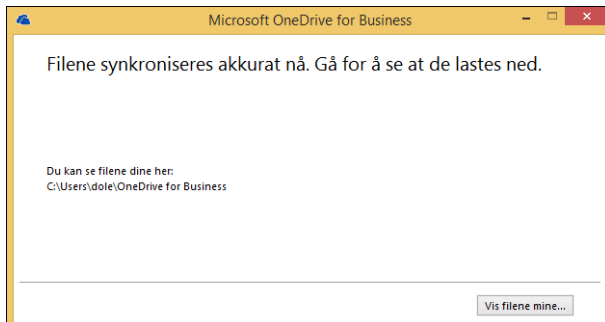 Microsoft OneDrive for Business
Filene synkroniseres akkurat nå. Gå for å se at de lastes ned.
Du kan se filene dine her:
C:\Users\dole\OneDrive for Business
Vis filene mine...